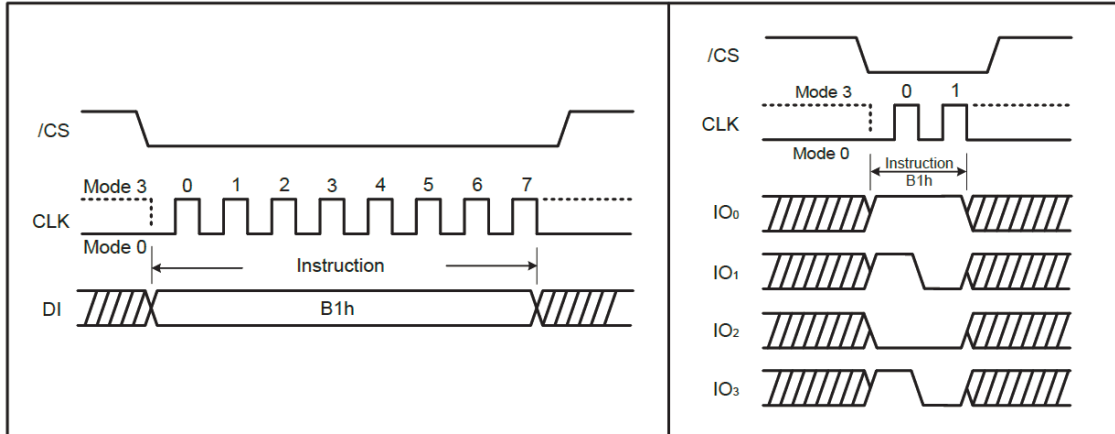 /CS
Mode 3 0 1 2 3 4 5 6 7
CLK
Mode 0
Instruction
DI B1h
/CS
Mode 3 0 1
CLK
Mode 0 Instruction
B1h
IO₀
IO₁
IO₂
IO₃